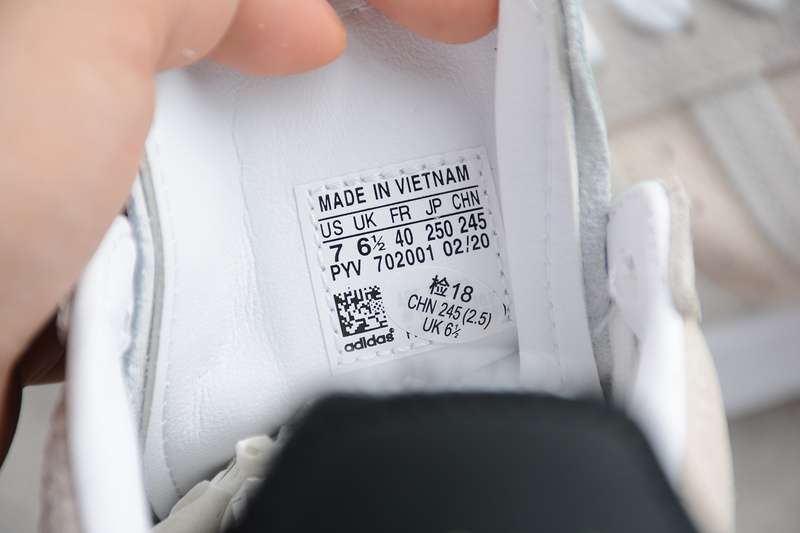 MADE IN VIETNAM
US UK FR JP CHN
7 6½ 40 250 245
PYV 702001 02/20
检18
CHN 245 (2.5)
UK 6½
adidas®